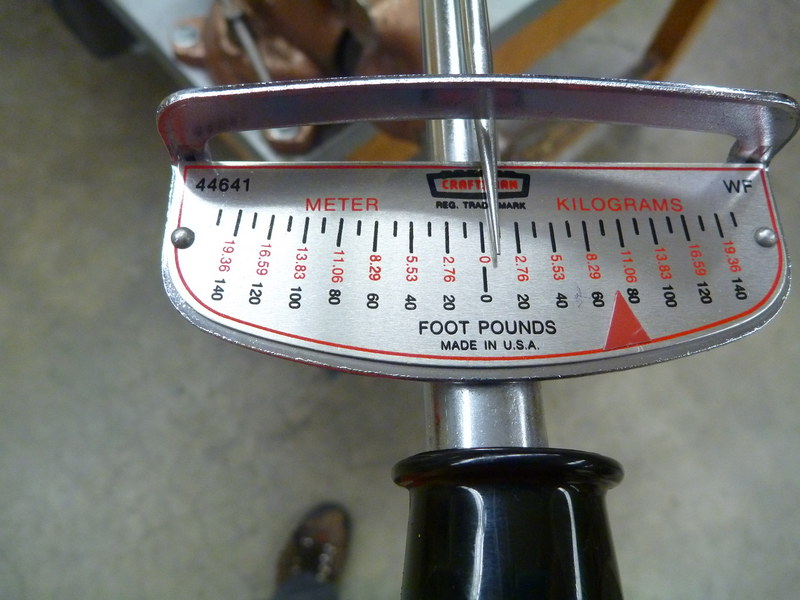 44641 CRAFTSMAN WF
METER REG. TRADEMARK KILOGRAMS
19.36 16.59 13.83 11.06 8.29 5.53 2.76 0 2.76 5.53 8.29 11.06 13.83 16.59 19.36
140 120 100 80 60 40 20 0 20 40 60 80 100 120 140
FOOT POUNDS
MADE IN U.S.A.